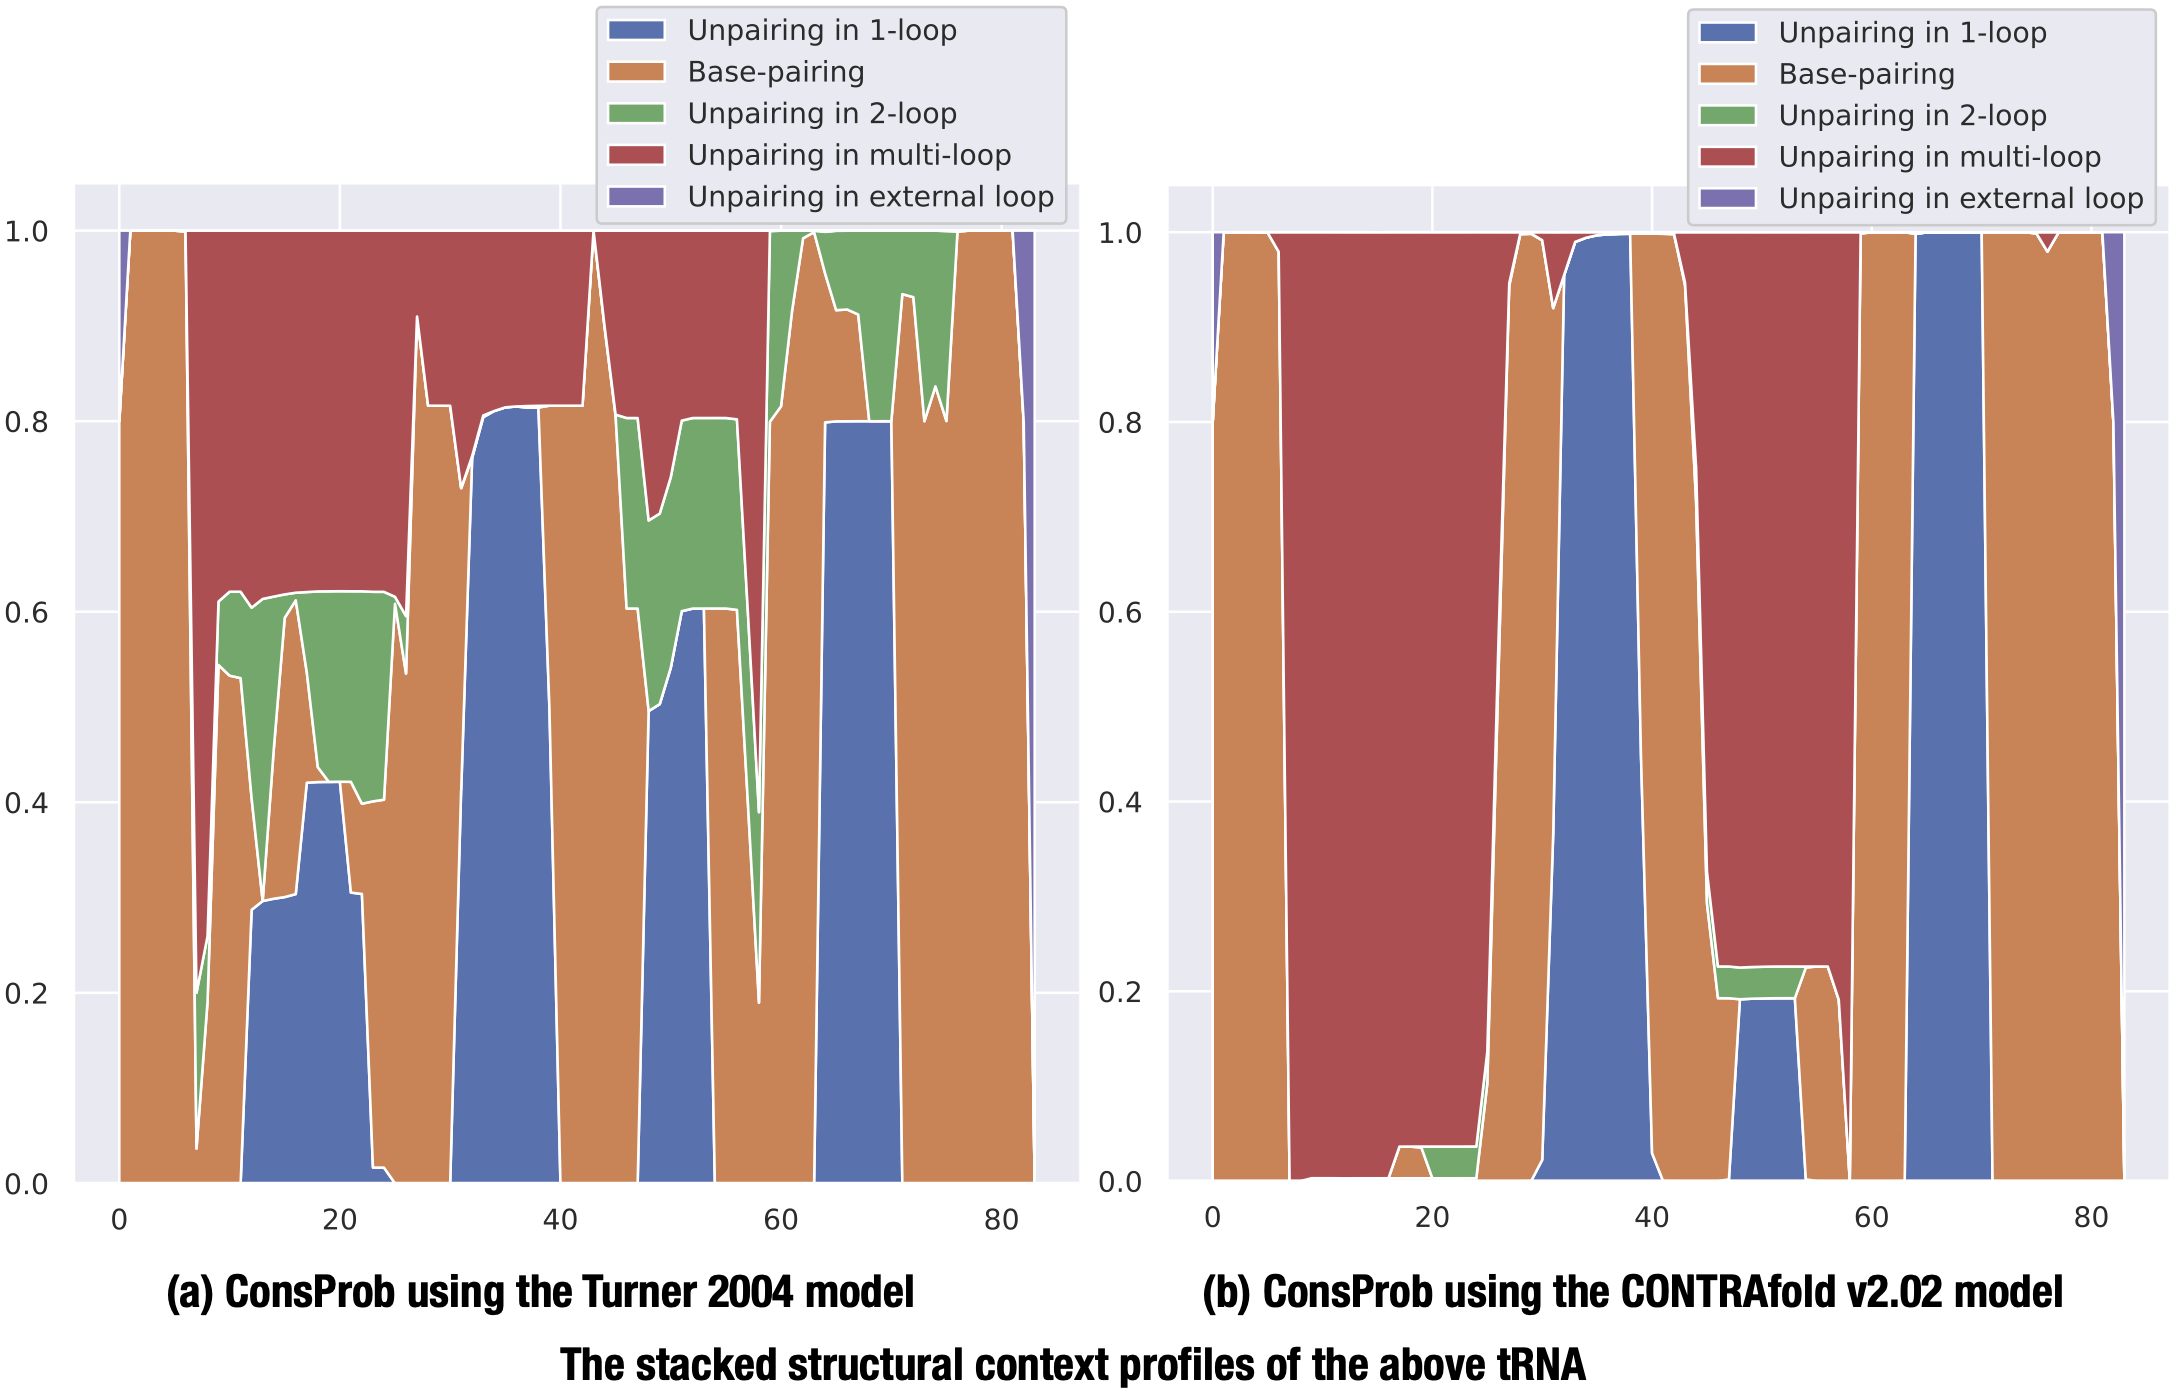 Unpairing in 1-loop
Base-pairing
Unpairing in 2-loop
Unpairing in multi-loop
Unpairing in external loop
1.0
0.8
0.6
0.4
0.2
0.0
0 20 40 60 80
(a) ConsProb using the Turner 2004 model
Unpairing in 1-loop
Base-pairing
Unpairing in 2-loop
Unpairing in multi-loop
Unpairing in external loop
1.0
0.8
0.6
0.4
0.2
0.0
0 20 40 60 80
(b) ConsProb using the CONTRAfold v2.02 model
The stacked structural context profiles of the above tRNA